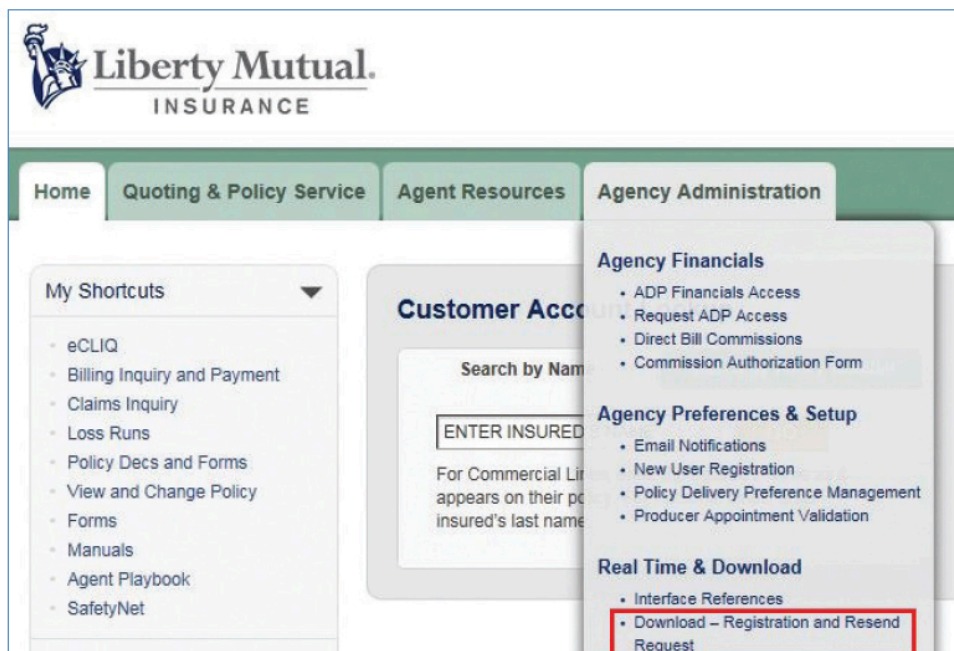 Liberty Mutual.
INSURANCE
Home
Quoting & Policy Service
Agent Resources
Agency Administration
My Shortcuts
eCLIQ
Billing Inquiry and Payment
Claims Inquiry
Loss Runs
Policy Decs and Forms
View and Change Policy
Forms
Manuals
Agent Playbook
SafetyNet
Customer Acco
Search by Nam
ENTER INSURED
For Commercial Li
appears on their po
insured's last name
Agency Financials
ADP Financials Access
Request ADP Access
Direct Bill Commissions
Commission Authorization Form
Agency Preferences & Setup
Email Notifications
New User Registration
Policy Delivery Preference Management
Producer Appointment Validation
Real Time & Download
Interface References
Download – Registration and Resend
Request